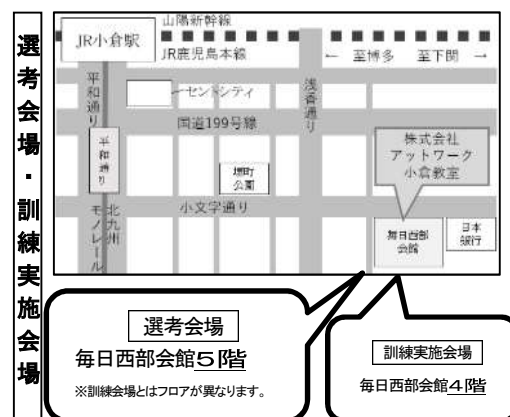 選考会場・訓練実施会場
山陽新幹線
JR小倉駅
JR鹿児島本線
← 至博多 至下関 →
平和通り
セントシティ
浅香通り
国道199号線
平和通り
堺町
公園
株式会社
アットワーク
小倉教室
小文字通り
北九州
モノレール
毎日西部
会館
日本
銀行
選考会場
毎日西部会館5階
※訓練会場とはフロアが異なります。
訓練実施会場
毎日西部会館4階